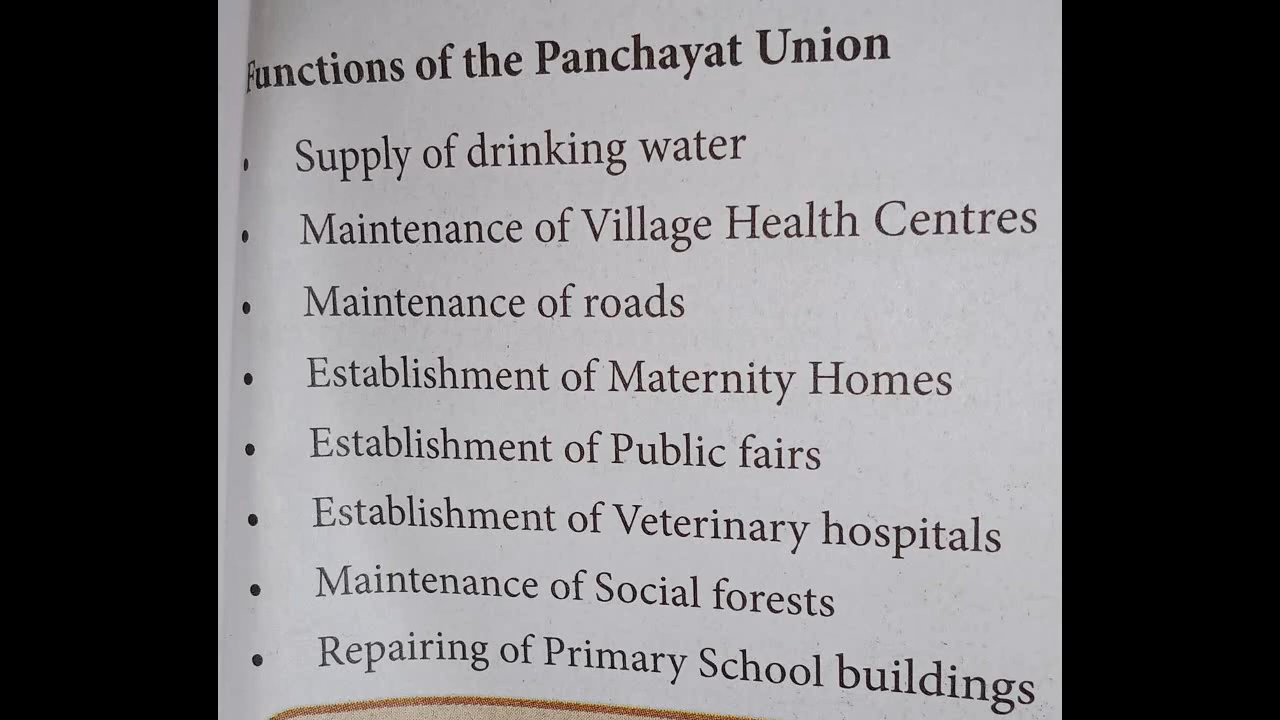 Functions of the Panchayat Union
• Supply of drinking water
• Maintenance of Village Health Centres
• Maintenance of roads
• Establishment of Maternity Homes
• Establishment of Public fairs
• Establishment of Veterinary hospitals
• Maintenance of Social forests
• Repairing of Primary School buildings